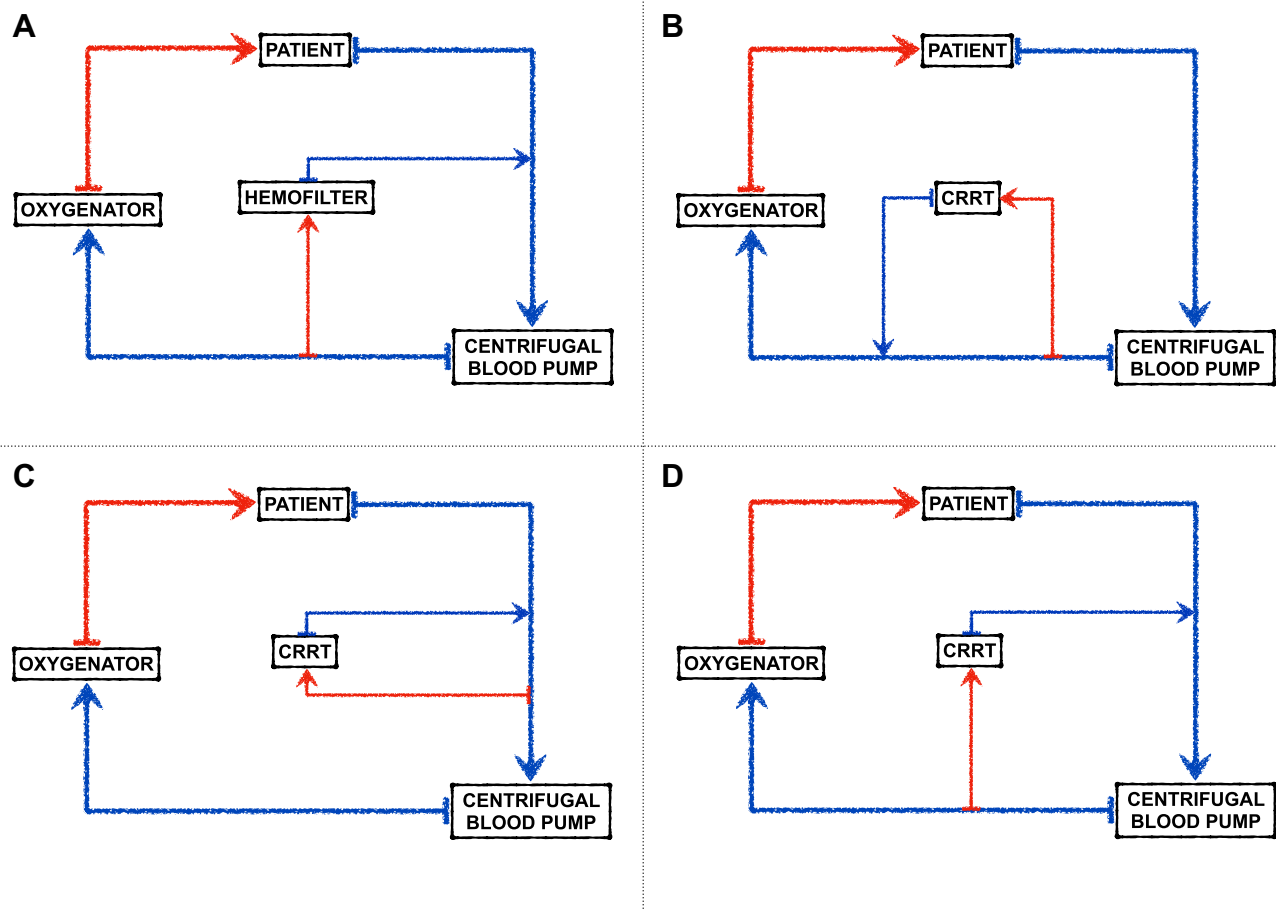 A
PATIENT
OXYGENATOR
HEMOFILTER
CENTRIFUGAL
BLOOD PUMP
B
PATIENT
OXYGENATOR
CRRT
CENTRIFUGAL
BLOOD PUMP
C
PATIENT
OXYGENATOR
CRRT
CENTRIFUGAL
BLOOD PUMP
D
PATIENT
OXYGENATOR
CRRT
CENTRIFUGAL
BLOOD PUMP